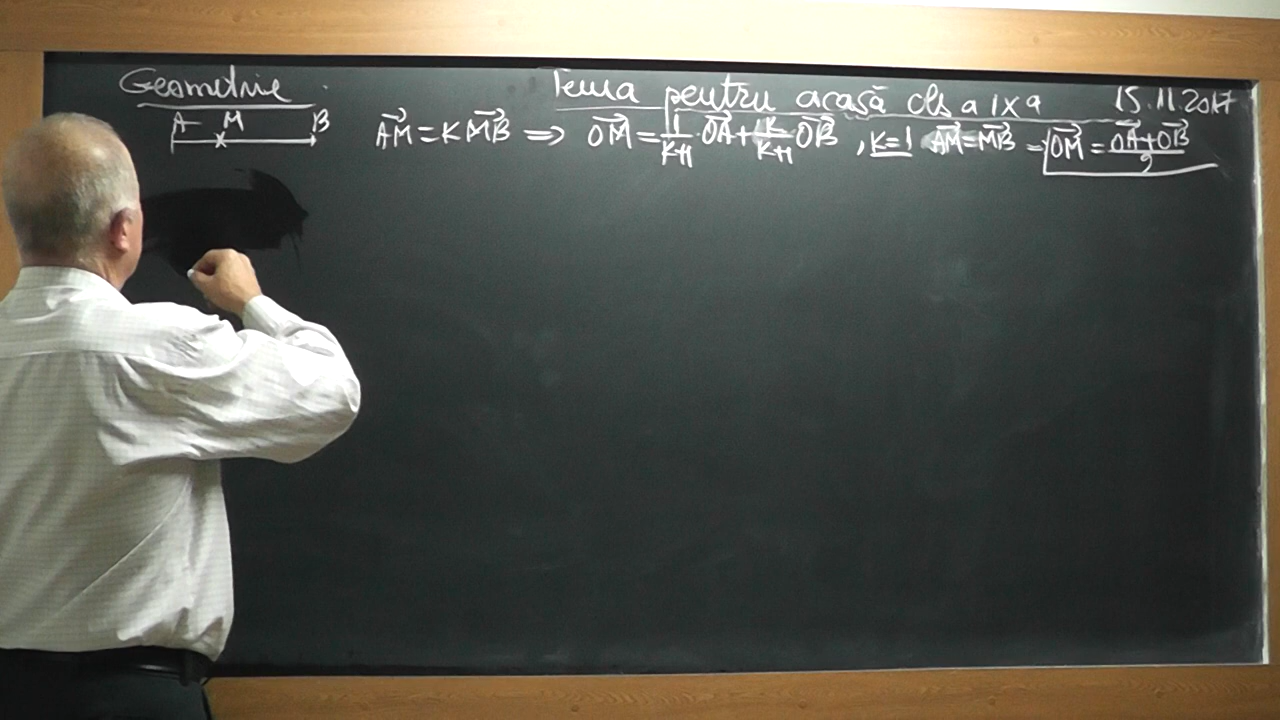 Geometrie Tema pentru acasă cls a IX a 15.11.2017
A M B
AM⃗ = K MB⃗ ⇒ OM⃗ = 1/(K+1) · OA⃗ + K/(K+1) OB⃗ , K=1 AM⃗ = MB⃗ ⇒ OM⃗ = (OA⃗ + OB⃗)/2